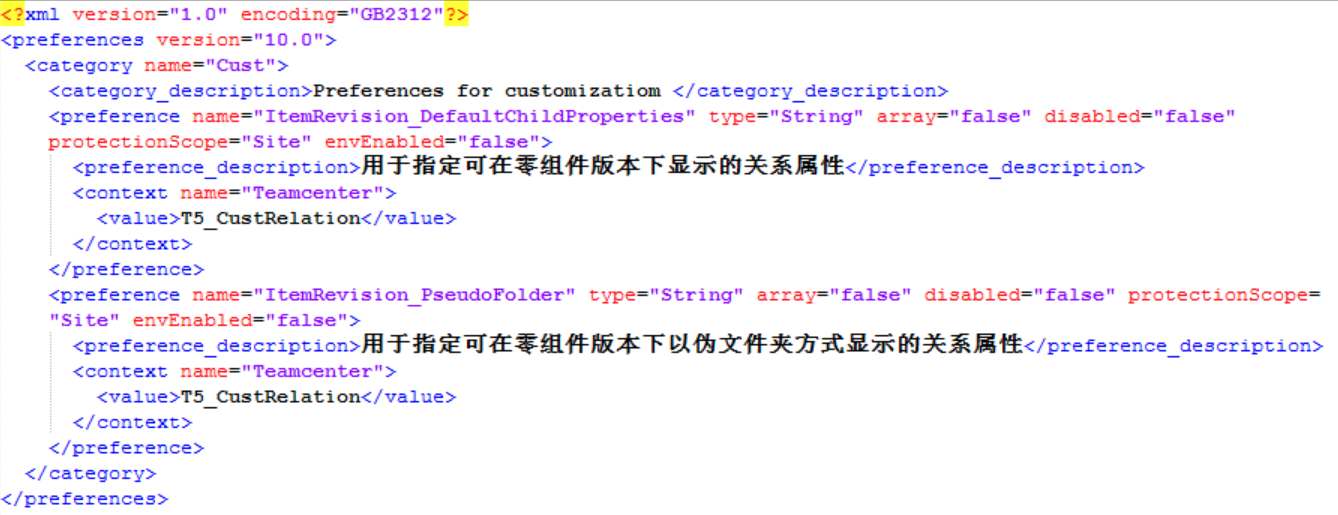 <?xml version="1.0" encoding="GB2312"?>
<preferences version="10.0">
<category name="Cust">
<category_description>Preferences for customizatiom </category_description>
<preference name="ItemRevision_DefaultChildProperties" type="String" array="false" disabled="false"
protectionScope="Site" envEnabled="false">
<preference_description>用于指定可在零组件版本下显示的关系属性</preference_description>
<context name="Teamcenter">
<value>T5_CustRelation</value>
</context>
</preference>
<preference name="ItemRevision_PseudoFolder" type="String" array="false" disabled="false" protectionScope=
"Site" envEnabled="false">
<preference_description>用于指定可在零组件版本下以伪文件夹方式显示的关系属性</preference_description>
<context name="Teamcenter">
<value>T5_CustRelation</value>
</context>
</preference>
</category>
</preferences>